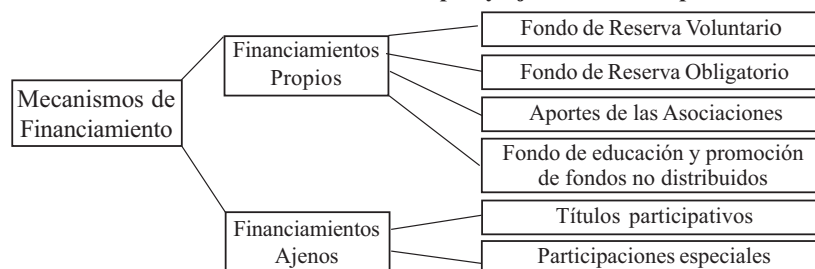 Fondo de Reserva Voluntario
Financiamientos
Propios
Fondo de Reserva Obligatorio
Mecanismos de
Financiamiento
Aportes de las Asociaciones
Fondo de educación y promoción
de fondos no distribuidos
Títulos participativos
Financiamientos
Ajenos
Participaciones especiales